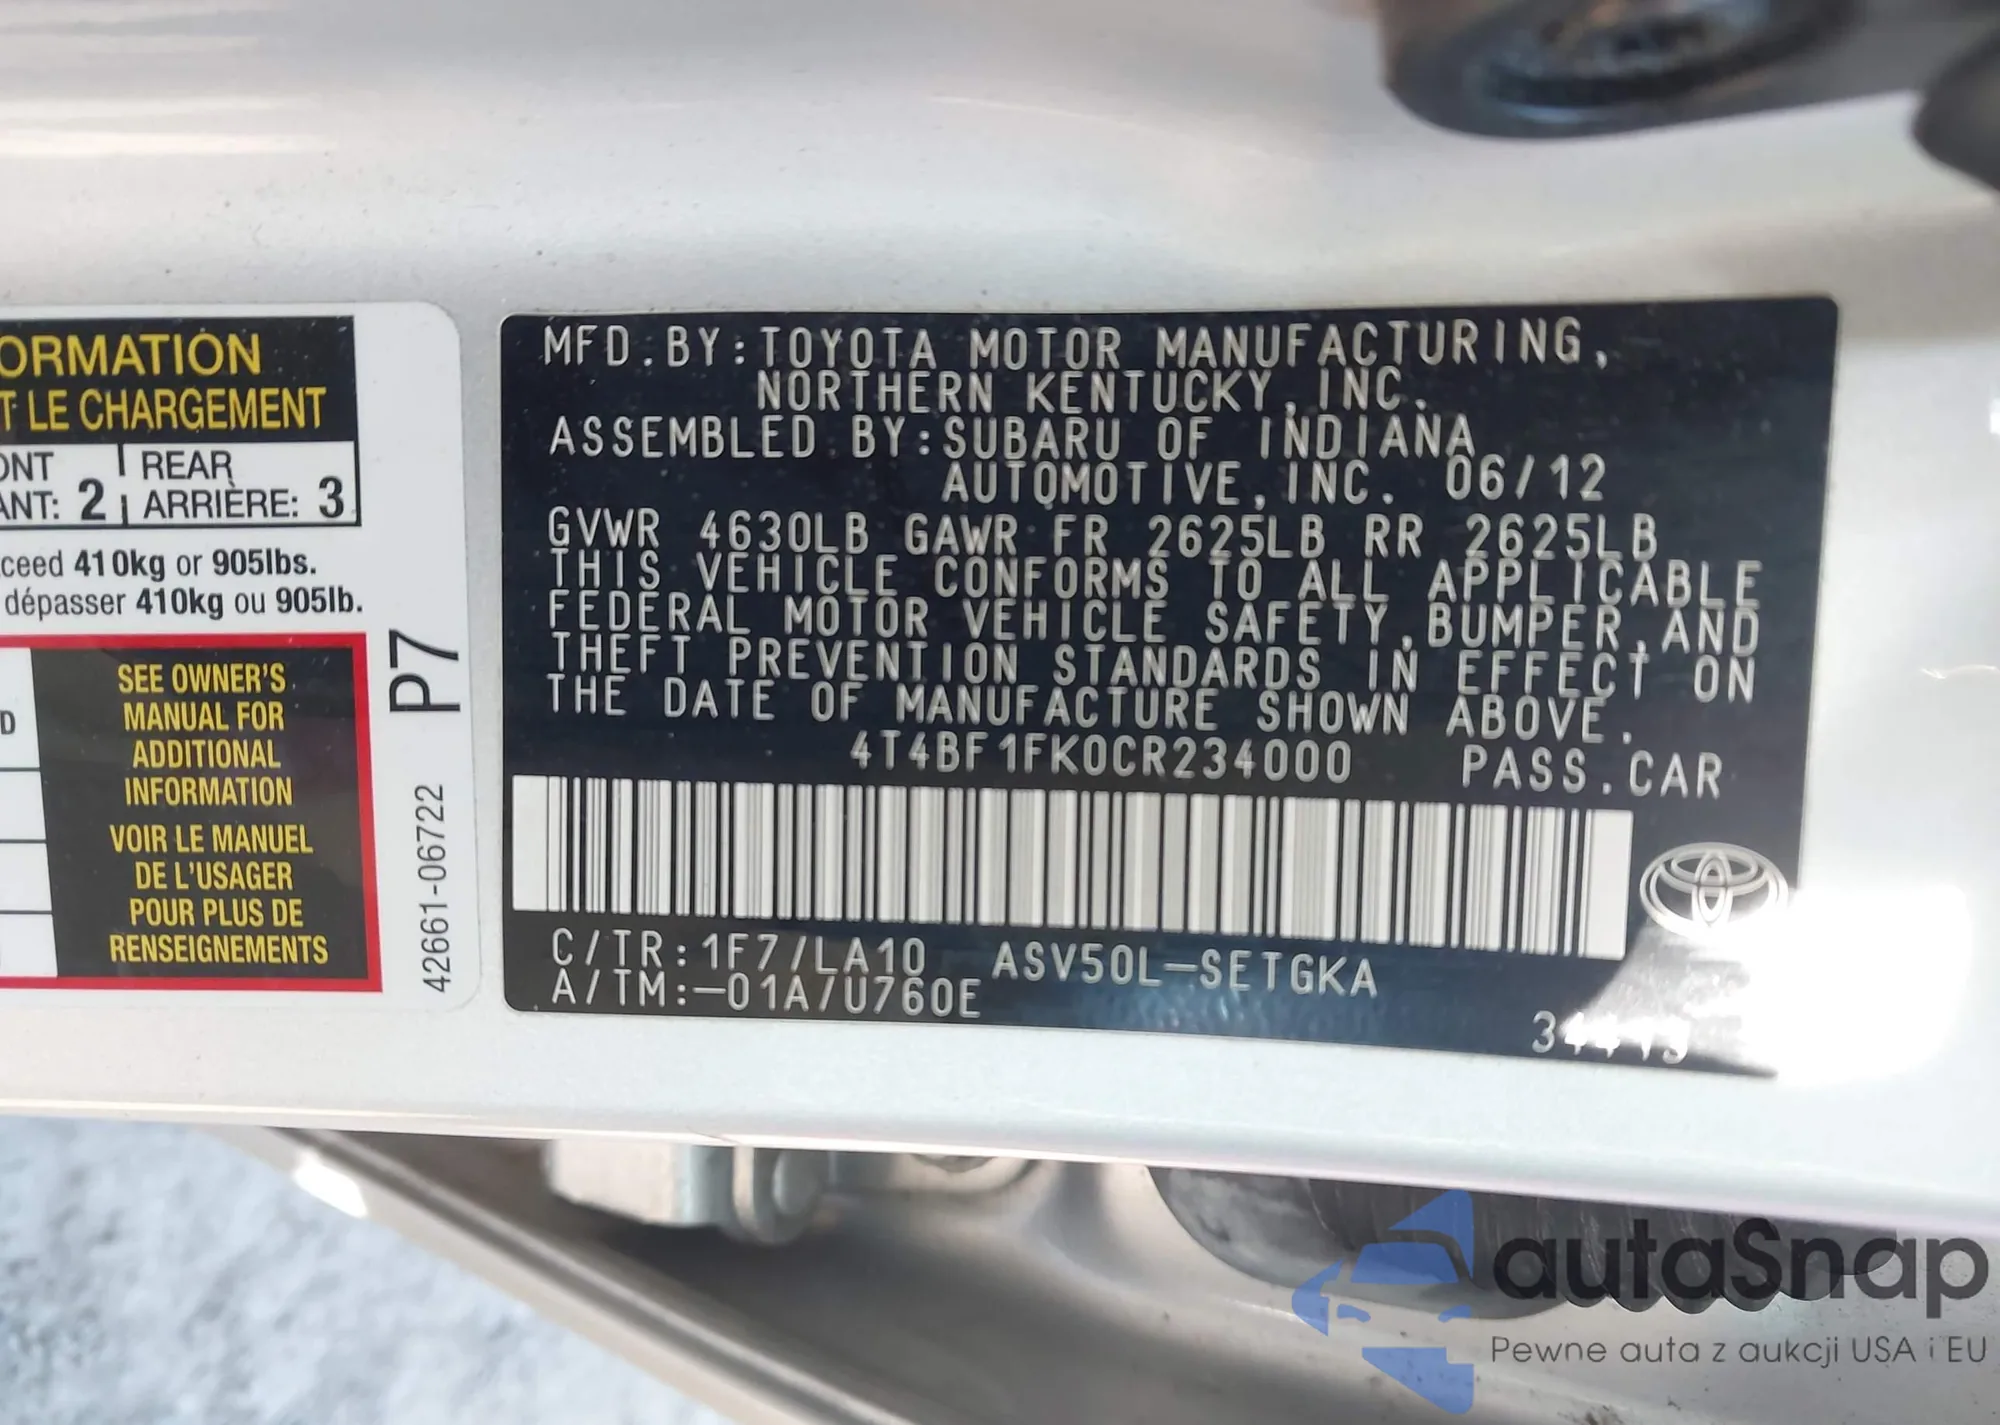 ORMATION
T LE CHARGEMENT
ONT
ANT: 2
REAR
ARRIÈRE: 3
ceed 410kg or 905lbs.
dépasser 410kg ou 905lb.
D
SEE OWNER'S
MANUAL FOR
ADDITIONAL
INFORMATION
VOIR LE MANUEL
DE L'USAGER
POUR PLUS DE
RENSEIGNEMENTS
P7
42661-06722
MFD.BY:TOYOTA MOTOR MANUFACTURING,
NORTHERN KENTUCKY,INC.
ASSEMBLED BY:SUBARU OF INDIANA
AUTOMOTIVE,INC. 06/12
GVWR 4630LB GAWR FR 2625LB RR 2625LB
THIS VEHICLE CONFORMS TO ALL APPLICABLE
FEDERAL MOTOR VEHICLE SAFETY,BUMPER,AND
THEFT PREVENTION STANDARDS IN EFFECT ON
THE DATE OF MANUFACTURE SHOWN ABOVE.
4T4BF1FK0CR234000 PASS.CAR
C/TR:1F7/LA10 ASV50L-SETGKA
A/TM:-01A/U760E
autaSnap
Pewne auta z aukcji USA i EU